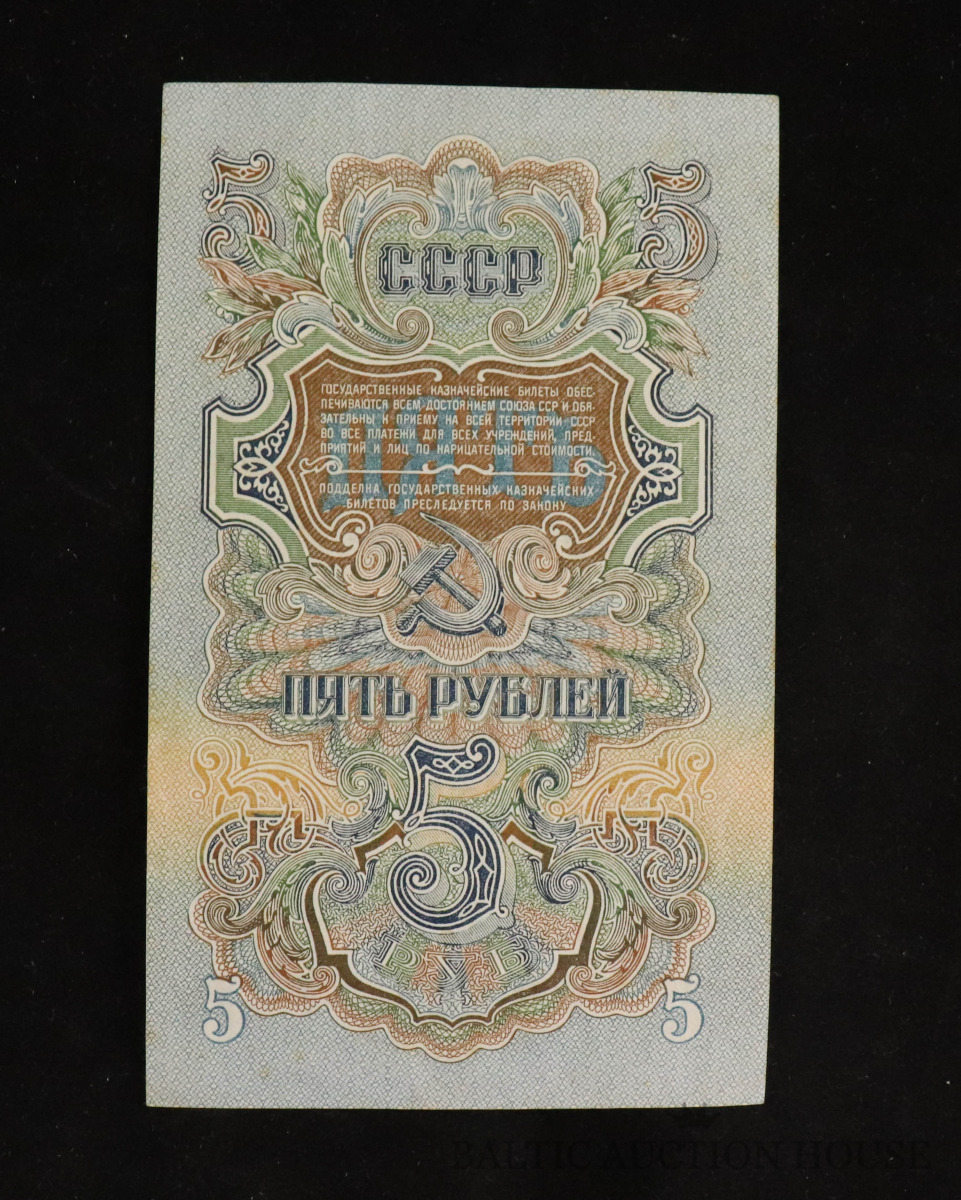 5 5
СССР
ПЯТЬ
ГОСУДАРСТВЕННЫЕ КАЗНАЧЕЙСКИЕ БИЛЕТЫ ОБЕС-
ПЕЧИВАЮТСЯ ВСЕМ ДОСТОЯНИЕМ СОЮЗА ССР И ОБЯ-
ЗАТЕЛЬНЫ К ПРИЕМУ НА ВСЕЙ ТЕРРИТОРИИ СССР
ВО ВСЕ ПЛАТЕЖИ ДЛЯ ВСЕХ УЧРЕЖДЕНИЙ, ПРЕД-
ПРИЯТИЙ И ЛИЦ ПО НАРИЦАТЕЛЬНОЙ СТОИМОСТИ.
ПОДДЕЛКА ГОСУДАРСТВЕННЫХ КАЗНАЧЕЙСКИХ
БИЛЕТОВ ПРЕСЛЕДУЕТСЯ ПО ЗАКОНУ
ПЯТЬ РУБЛЕЙ
5
РУБ
5 5
BALTIC AUCTION HOUSE